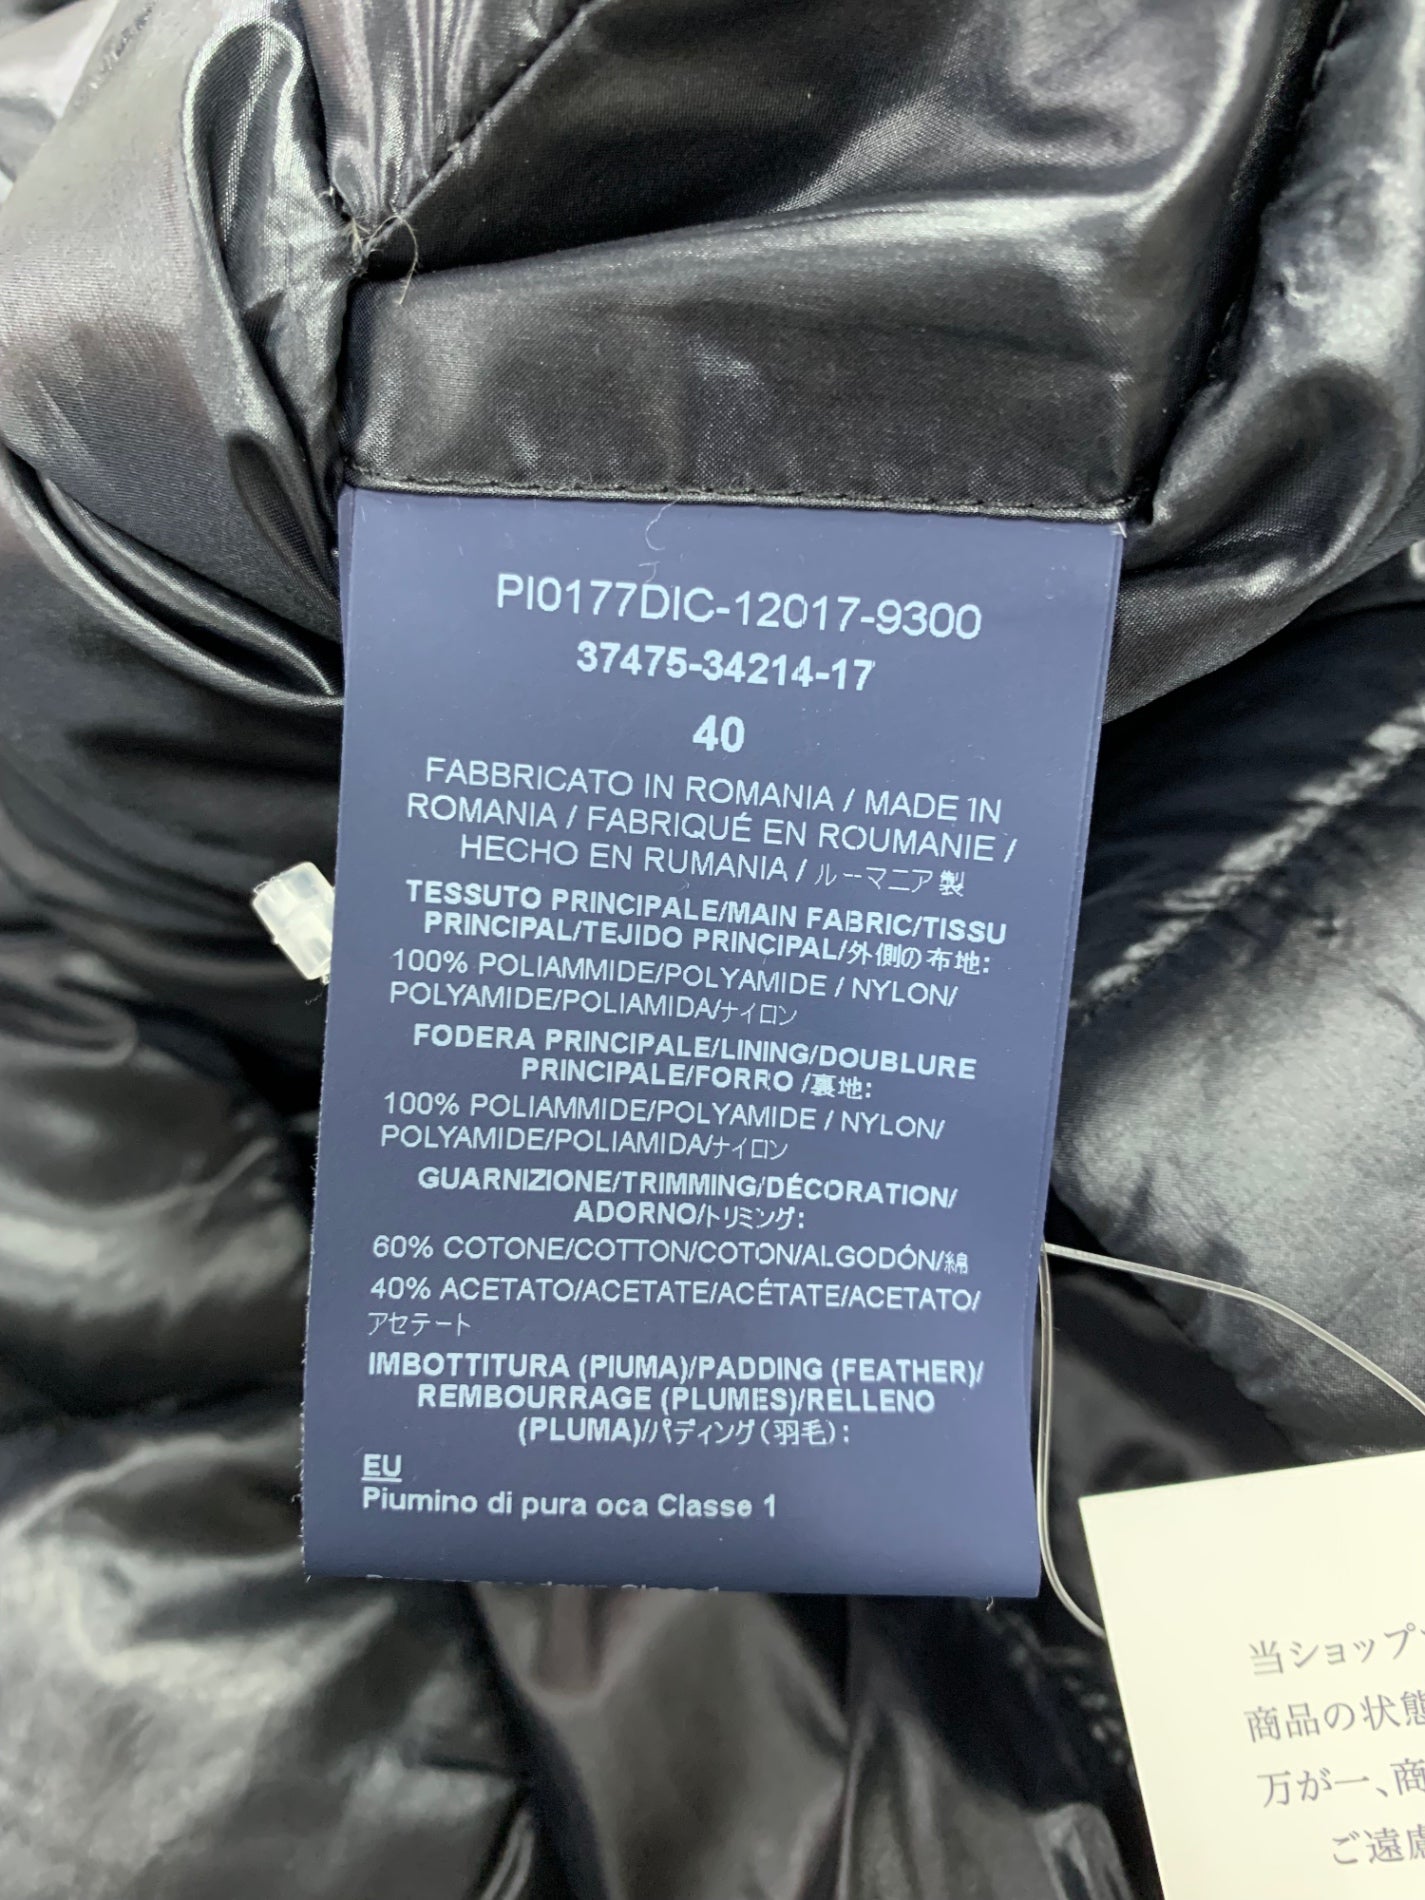 PI0177DIC-12017-9300
37475-34214-17
40
FABBRICATO IN ROMANIA / MADE IN
ROMANIA / FABRIQUÉ EN ROUMANIE /
HECHO EN RUMANIA / ルーマニア製
TESSUTO PRINCIPALE/MAIN FABRIC/TISSU
PRINCIPAL/TEJIDO PRINCIPAL/外側の布地:
100% POLIAMMIDE/POLYAMIDE / NYLON/
POLYAMIDE/POLIAMIDA/ナイロン
FODERA PRINCIPALE/LINING/DOUBLURE
PRINCIPALE/FORRO /裏地:
100% POLIAMMIDE/POLYAMIDE / NYLON/
POLYAMIDE/POLIAMIDA/ナイロン
GUARNIZIONE/TRIMMING/DÉCORATION/
ADORNO/トリミング:
60% COTONE/COTTON/COTON/ALGODÓN/綿
40% ACETATO/ACETATE/ACÉTATE/ACETATO/
アセテート
IMBOTTITURA (PIUMA)/PADDING (FEATHER)/
REMBOURRAGE (PLUMES)/RELLENO
(PLUMA)/パディング(羽毛):
EU
Piumino di pura oca Classe 1
当ショップ
商品の状態
万が一、商
ご遠慮